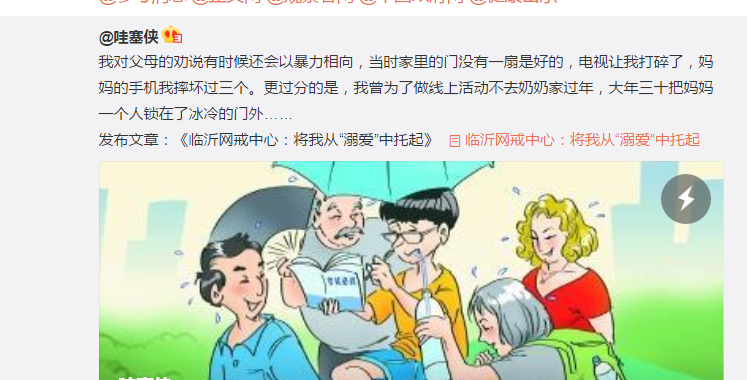 @哇塞侠
我对父母的劝说有时候还会以暴力相向，当时家里的门没有一扇是好的，电视让我打碎了，妈
妈的手机我摔坏过三个。更过分的是，我曾为了做线上活动不去奶奶家过年，大年三十把妈妈
一个人锁在了冰冷的门外……
发布文章：《临沂网戒中心：将我从“溺爱”中托起》 临沂网戒中心：将我从“溺爱”中托起